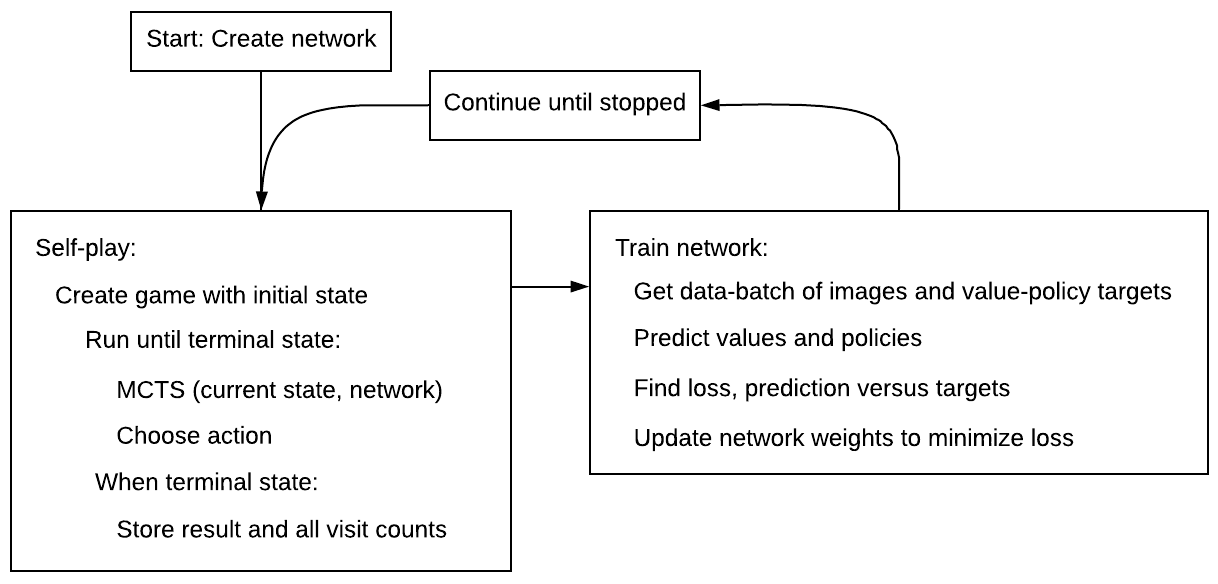 Start: Create network
Continue until stopped
Self-play:
Create game with initial state
Run until terminal state:
MCTS (current state, network)
Choose action
When terminal state:
Store result and all visit counts
Train network:
Get data-batch of images and value-policy targets
Predict values and policies
Find loss, prediction versus targets
Update network weights to minimize loss